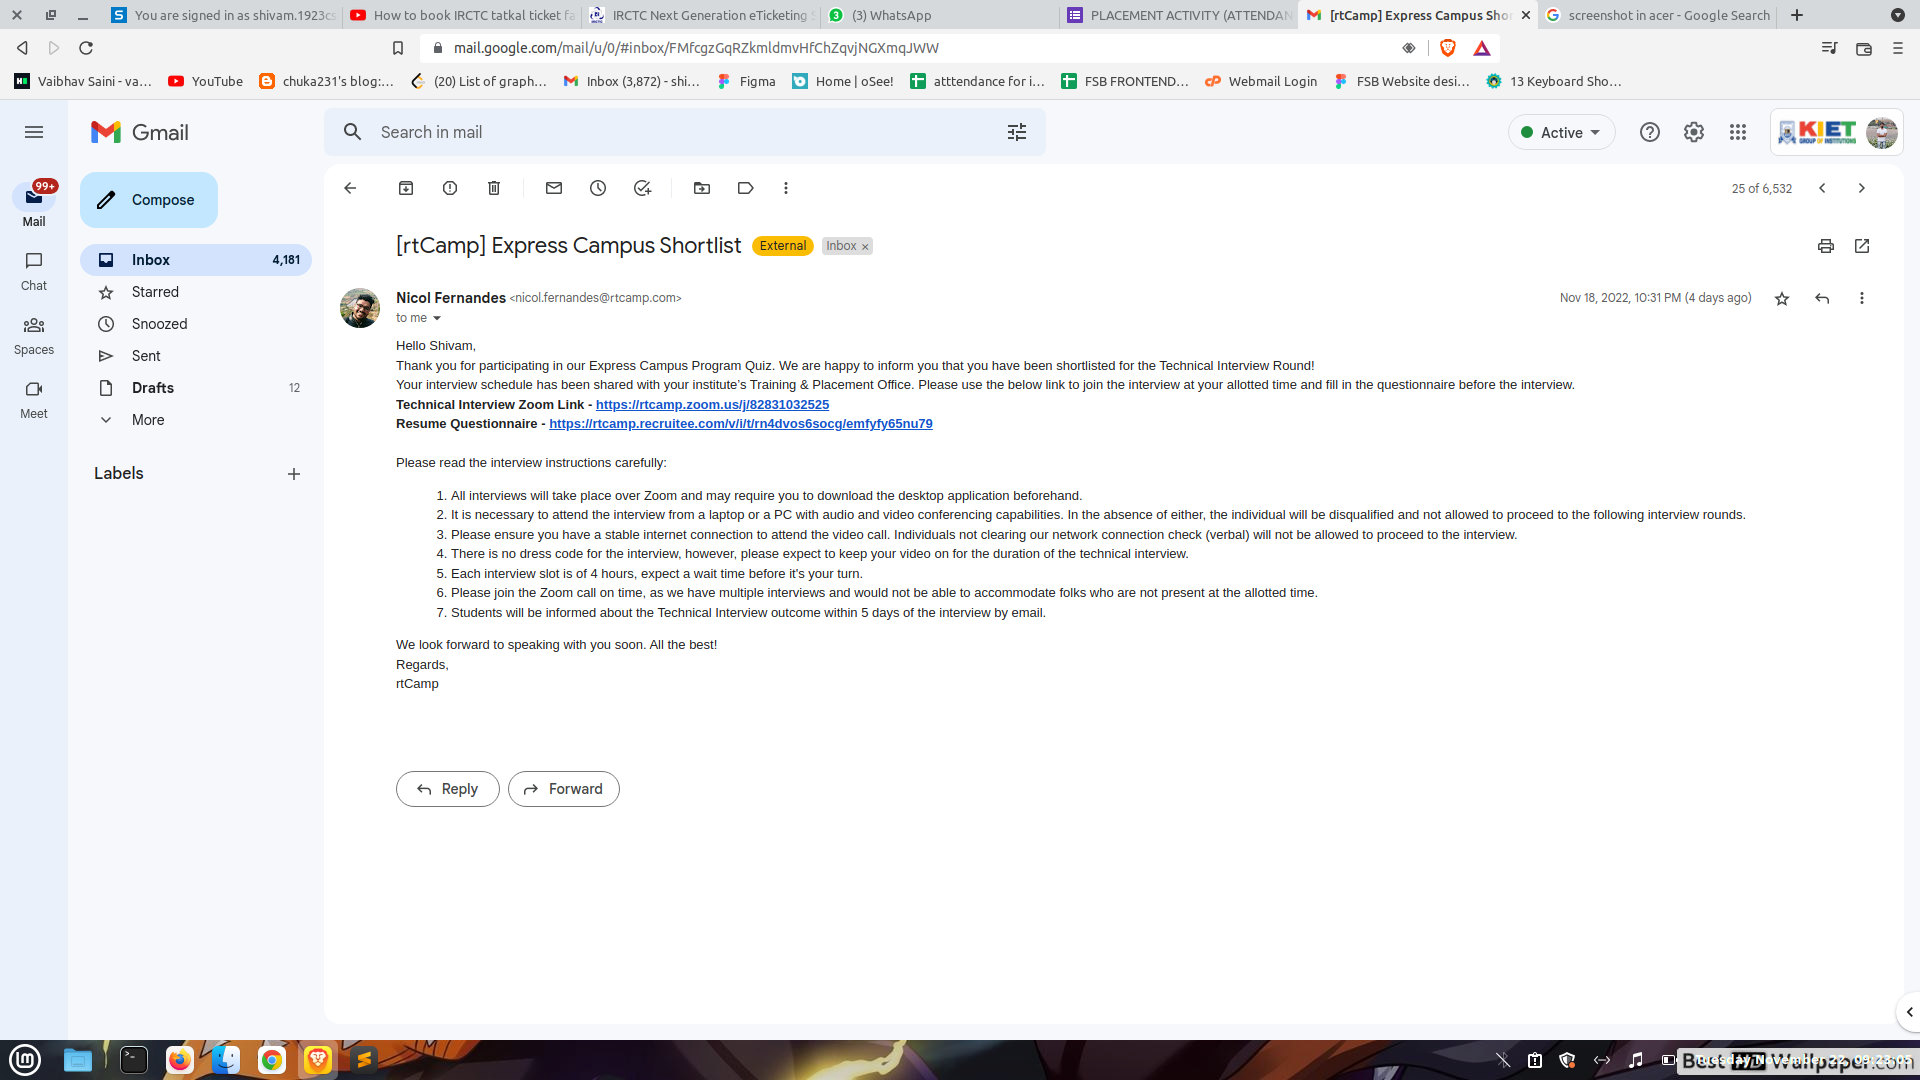 You are signed in as shivam.1923cs
How to book IRCTC tatkal ticket fa
IRCTC Next Generation eTicketing S
(3) WhatsApp
PLACEMENT ACTIVITY (ATTENDAN
[rtCamp] Express Campus Shor
screenshot in acer - Google Search
mail.google.com/mail/u/0/#inbox/FMfcgzGqRZkmldmvHfChZqvjNGXmqJWW
Vaibhav Saini - va...
YouTube
chuka231's blog:...
(20) List of graph...
Inbox (3,872) - shi...
Figma
Home | oSee!
atttendance for i...
FSB FRONTEND...
Webmail Login
FSB Website desi...
13 Keyboard Sho...
Gmail
Search in mail
Active
KIET
GROUP OF INSTITUTIONS
99+
Mail
Chat
Spaces
Meet
Compose
Inbox 4,181
Starred
Snoozed
Sent
Drafts 12
More
Labels
25 of 6,532
[rtCamp] Express Campus Shortlist External Inbox ×
Nicol Fernandes <nicol.fernandes@rtcamp.com> Nov 18, 2022, 10:31 PM (4 days ago)
to me
Hello Shivam,
Thank you for participating in our Express Campus Program Quiz. We are happy to inform you that you have been shortlisted for the Technical Interview Round!
Your interview schedule has been shared with your institute's Training & Placement Office. Please use the below link to join the interview at your allotted time and fill in the questionnaire before the interview.
Technical Interview Zoom Link - https://rtcamp.zoom.us/j/82831032525
Resume Questionnaire - https://rtcamp.recruitee.com/v/i/t/rn4dvos6socg/emfyfy65nu79
Please read the interview instructions carefully:
1. All interviews will take place over Zoom and may require you to download the desktop application beforehand.
2. It is necessary to attend the interview from a laptop or a PC with audio and video conferencing capabilities. In the absence of either, the individual will be disqualified and not allowed to proceed to the following interview rounds.
3. Please ensure you have a stable internet connection to attend the video call. Individuals not clearing our network connection check (verbal) will not be allowed to proceed to the interview.
4. There is no dress code for the interview, however, please expect to keep your video on for the duration of the technical interview.
5. Each interview slot is of 4 hours, expect a wait time before it's your turn.
6. Please join the Zoom call on time, as we have multiple interviews and would not be able to accommodate folks who are not present at the allotted time.
7. Students will be informed about the Technical Interview outcome within 5 days of the interview by email.
We look forward to speaking with you soon. All the best!
Regards,
rtCamp
Reply
Forward
Tuesday November 22, 09:23:05
Best HD Wallpaper.com